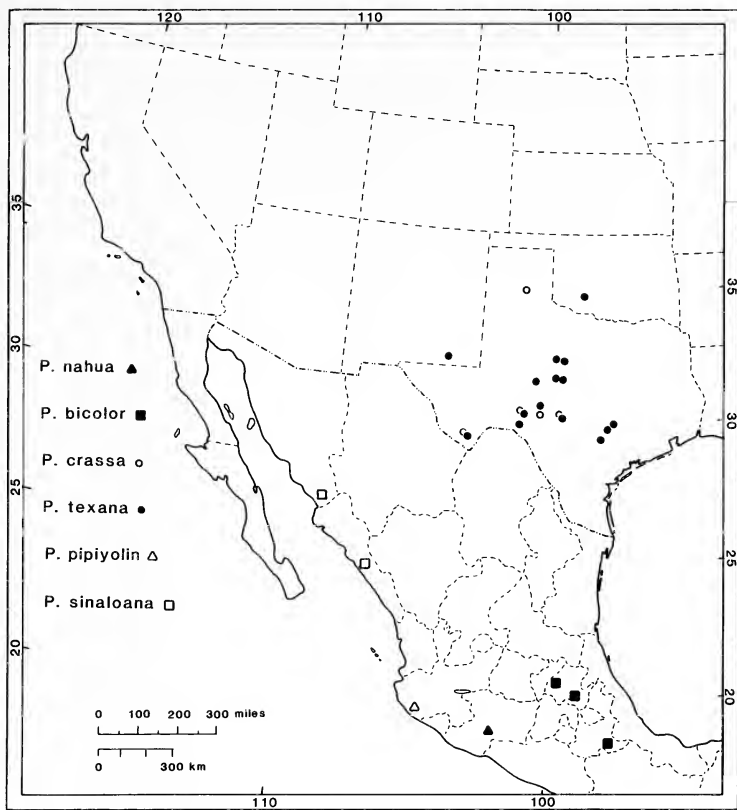 120
110
100
35
30
25
20
35
30
25
20
P. nahua
P. bicolor
P. crassa
P. texana
P. pipiyolin
P. sinaloana
0 100 200 300 miles
0 300 km
110
100